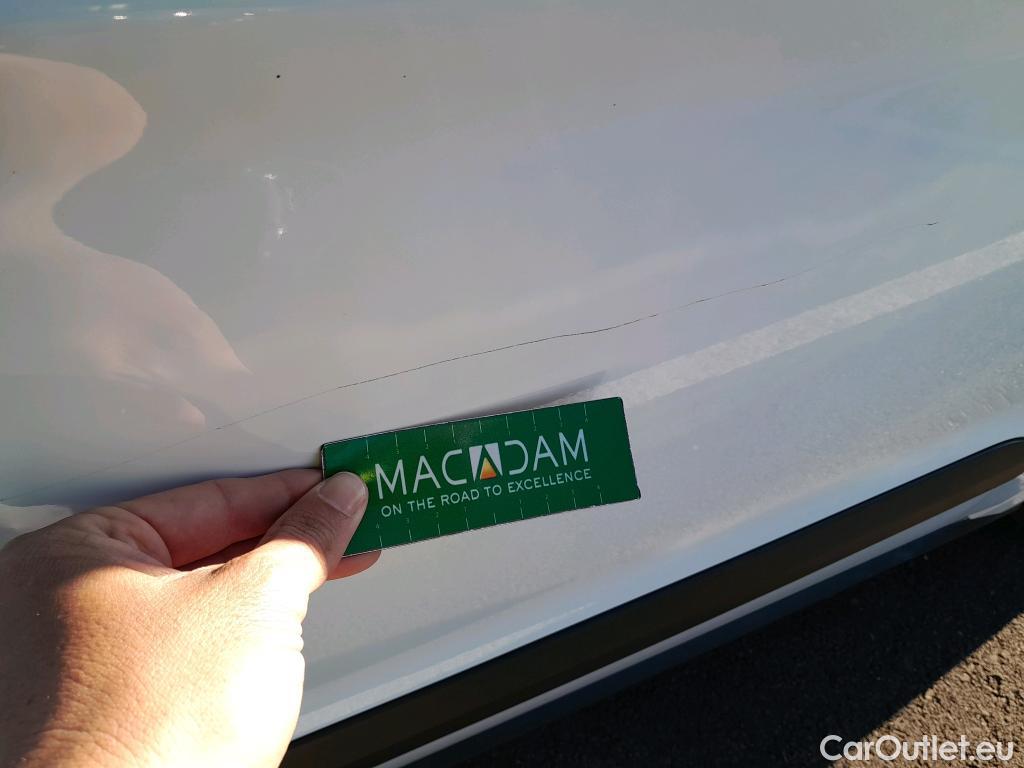 MACADAM
ON THE ROAD TO EXCELLENCE
CarOutlet.eu